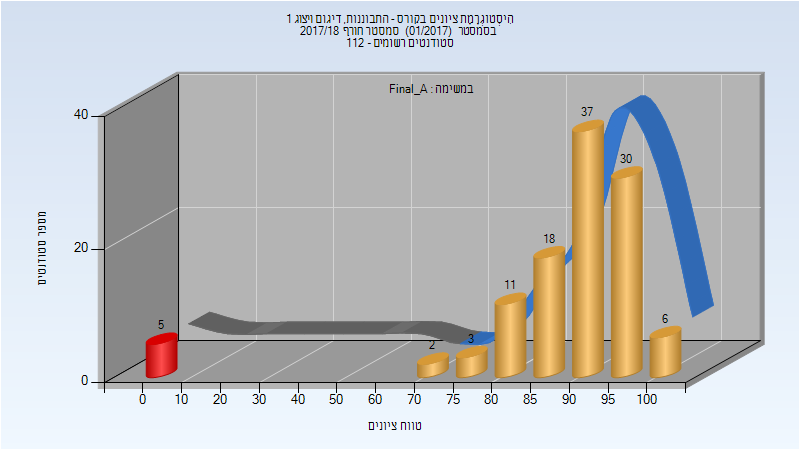 היסטוגרמת ציונים בקורס - התבוננות, דיגום ויצוג 1
בסמסטר (01/2017) סמסטר חורף 2017/18
סטודנטים רשומים - 112
במשימה : Final_A
מספר סטודנטים
40
20
0
5
2
3
11
18
37
30
6
0 10 20 30 40 50 60 70 75 80 85 90 95 100
טווח ציונים